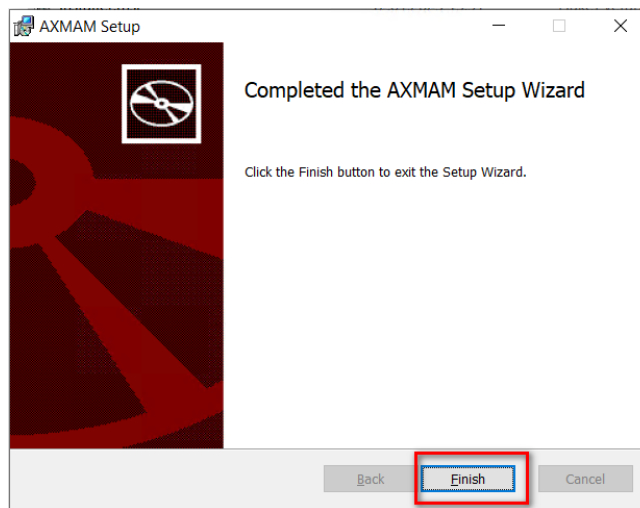 AXMAM Setup
Completed the AXMAM Setup Wizard
Click the Finish button to exit the Setup Wizard.
Back Finish Cancel